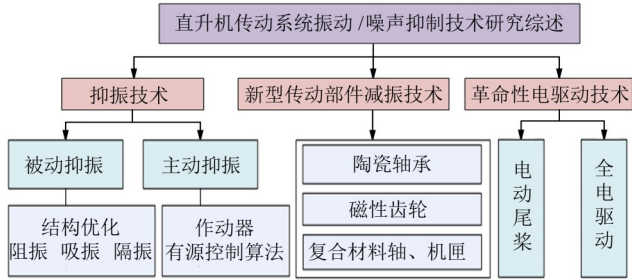 直升机传动系统振动/噪声抑制技术研究综述
抑振技术
新型传动部件减振技术
革命性电驱动技术
被动抑振
主动抑振
结构优化
阻振 吸振 隔振
作动器
有源控制算法
陶瓷轴承
磁性齿轮
复合材料轴、机匣
电动尾桨
全电驱动